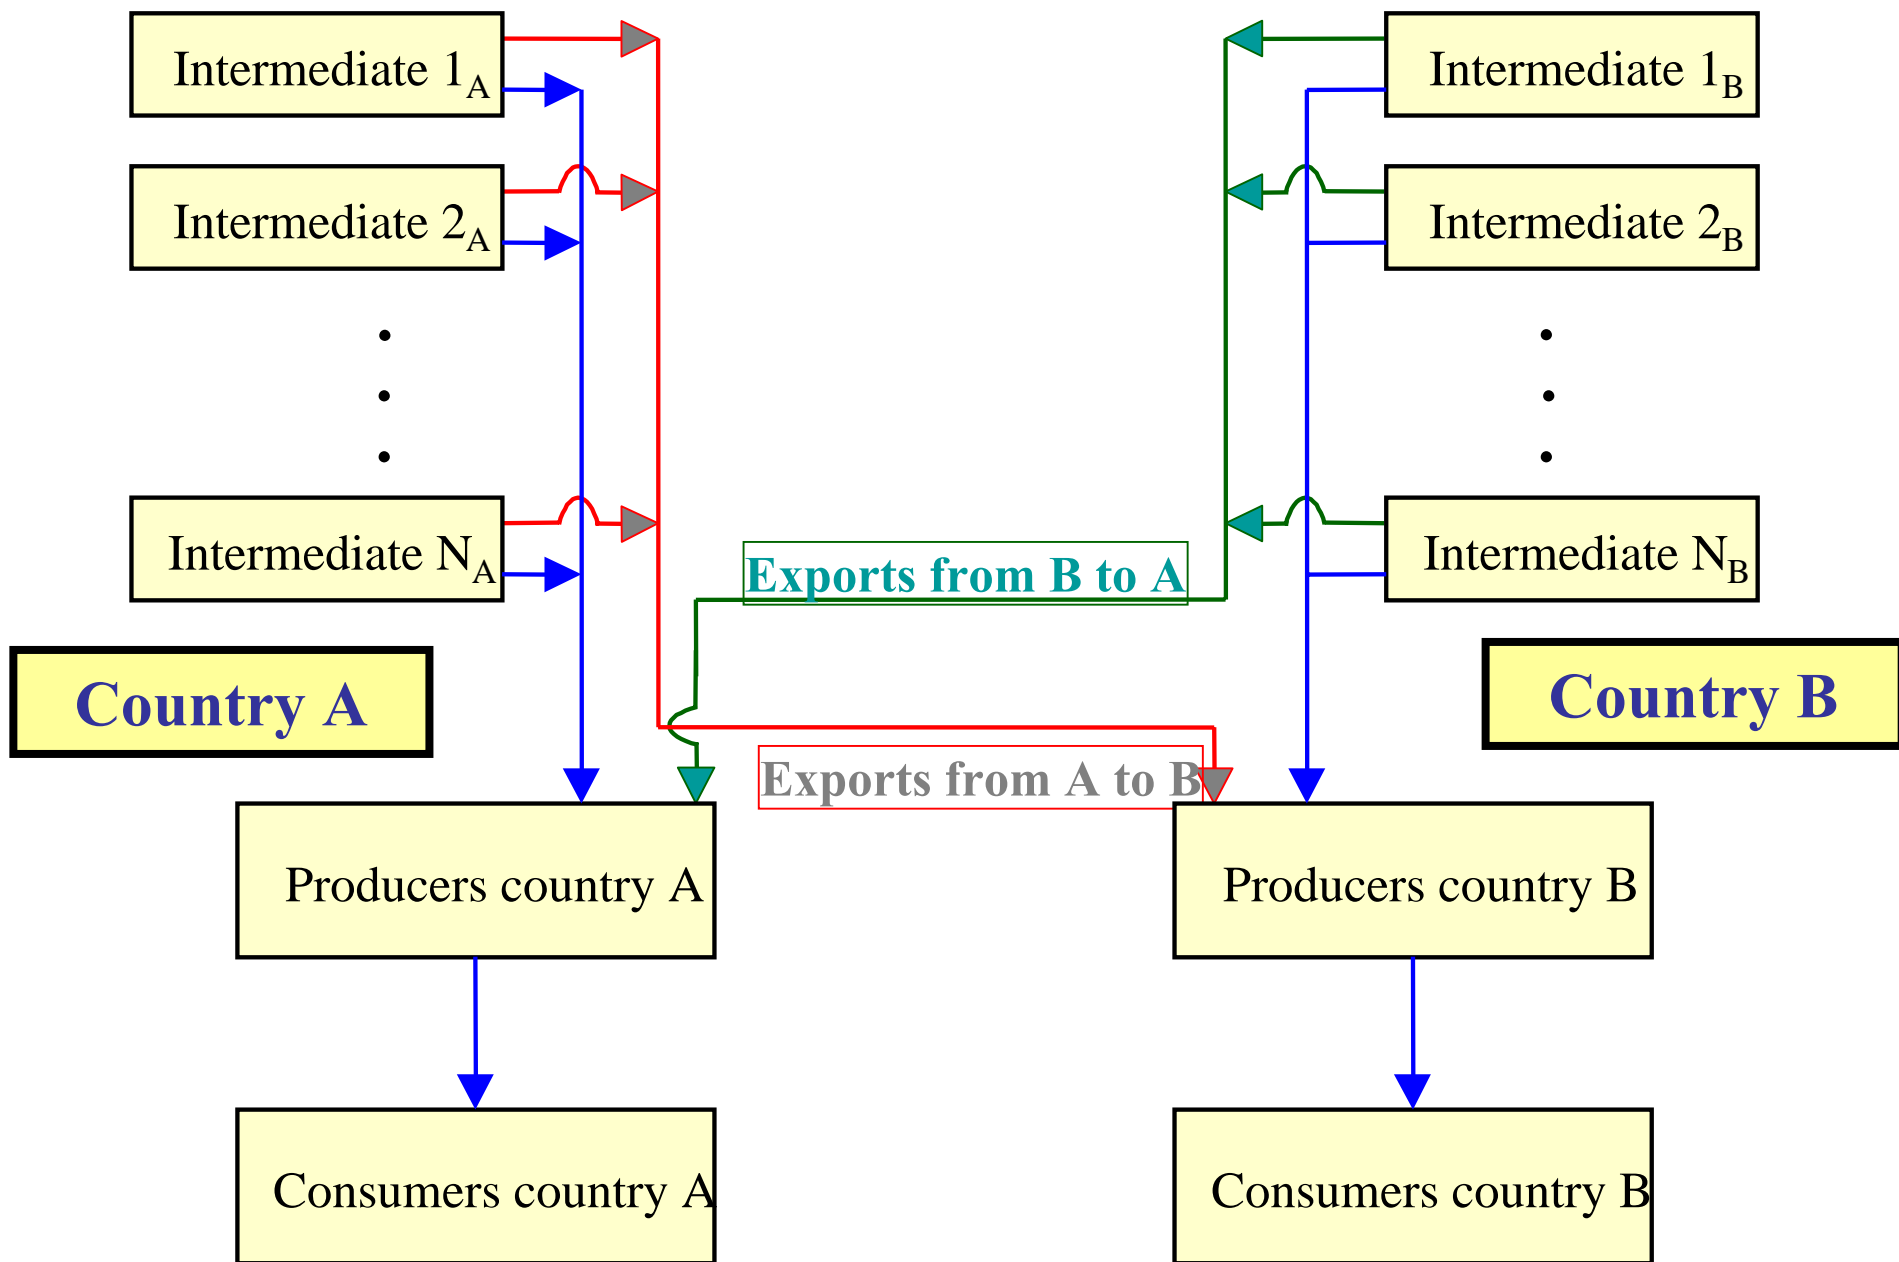 Intermediate 1A
Intermediate 1B
Intermediate 2A
Intermediate 2B
Intermediate NA
Intermediate NB
Exports from B to A
Country A
Country B
Exports from A to B
Producers country A
Producers country B
Consumers country A
Consumers country B